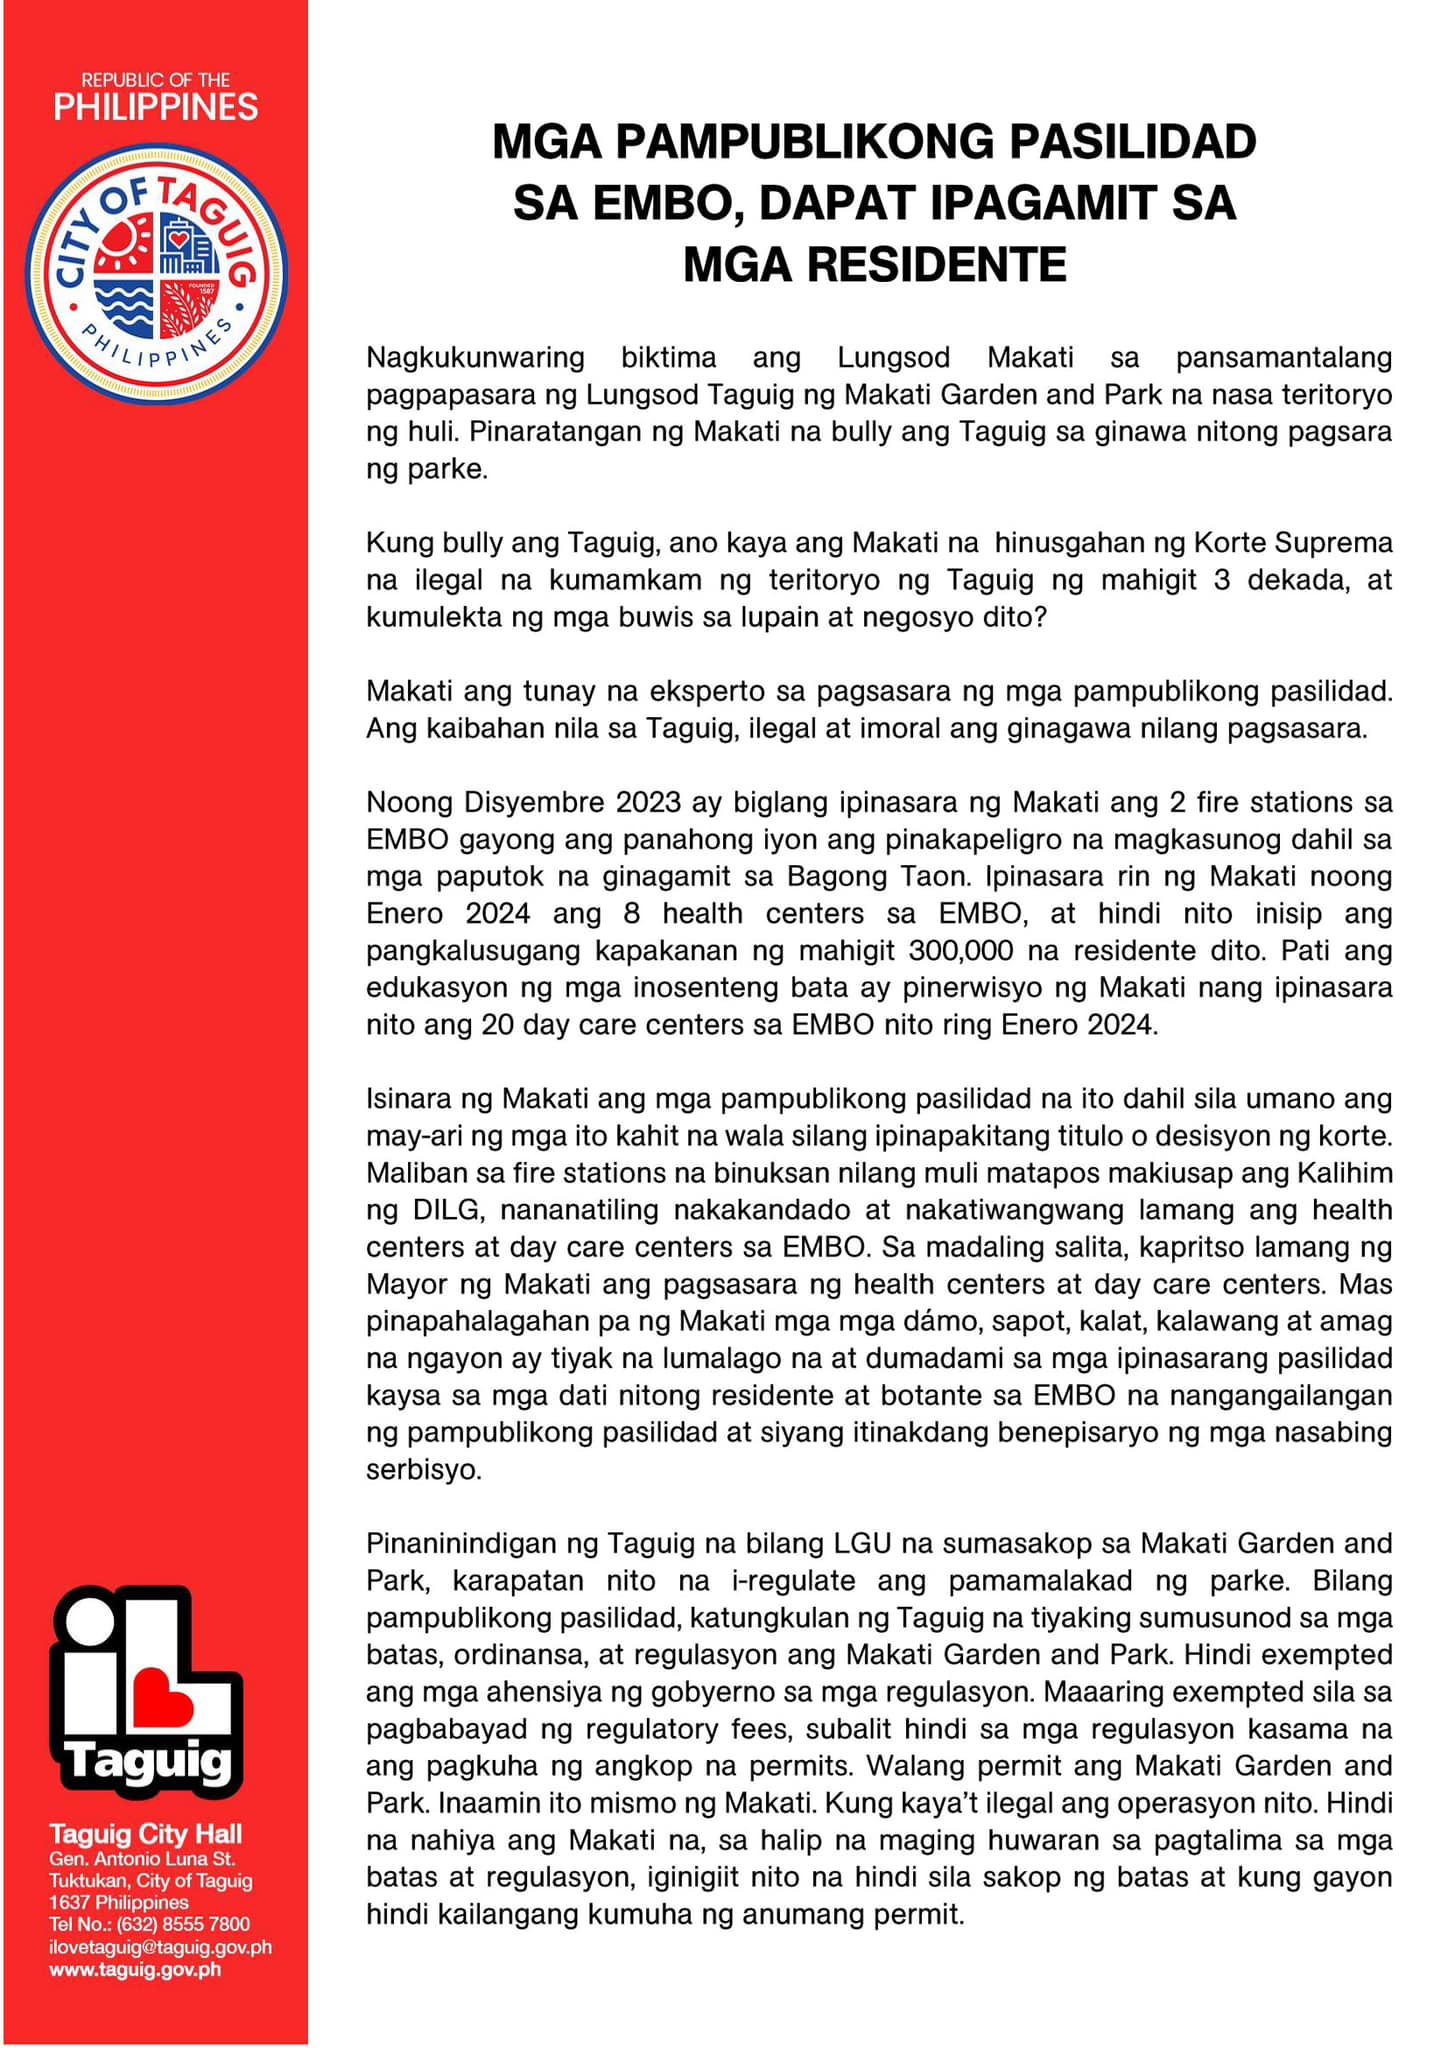 REPUBLIC OF THE
PHILIPPINES
CITY OF TAGUIG
FOUNDED
1587
PHILIPPINES
MGA PAMPUBLIKONG PASILIDAD
SA EMBO, DAPAT IPAGAMIT SA
MGA RESIDENTE
Nagkukunwaring biktima ang Lungsod Makati sa pansamantalang
pagpapasara ng Lungsod Taguig ng Makati Garden and Park na nasa teritoryo
ng huli. Pinaratangan ng Makati na bully ang Taguig sa ginawa nitong pagsara
ng parke.
Kung bully ang Taguig, ano kaya ang Makati na hinusgahan ng Korte Suprema
na ilegal na kumamkam ng teritoryo ng Taguig ng mahigit 3 dekada, at
kumulekta ng mga buwis sa lupain at negosyo dito?
Makati ang tunay na eksperto sa pagsasara ng mga pampublikong pasilidad.
Ang kaibahan nila sa Taguig, ilegal at imoral ang ginagawa nilang pagsasara.
Noong Disyembre 2023 ay biglang ipinasara ng Makati ang 2 fire stations sa
EMBO gayong ang panahong iyon ang pinakapeligro na magkasunog dahil sa
mga paputok na ginagamit sa Bagong Taon. Ipinasara rin ng Makati noong
Enero 2024 ang 8 health centers sa EMBO, at hindi nito inisip ang
pangkalusugang kapakanan ng mahigit 300,000 na residente dito. Pati ang
edukasyon ng mga inosenteng bata ay pinerwisyo ng Makati nang ipinasara
nito ang 20 day care centers sa EMBO nito ring Enero 2024.
Isinara ng Makati ang mga pampublikong pasilidad na ito dahil sila umano ang
may-ari ng mga ito kahit na wala silang ipinapakitang titulo o desisyon ng korte.
Maliban sa fire stations na binuksan nilang muli matapos makiusap ang Kalihim
ng DILG, nananatiling nakakandado at nakatiwangwang lamang ang health
centers at day care centers sa EMBO. Sa madaling salita, kapritso lamang ng
Mayor ng Makati ang pagsasara ng health centers at day care centers. Mas
pinapahalagahan pa ng Makati mga mga dámo, sapot, kalat, kalawang at amag
na ngayon ay tiyak na lumalago na at dumadami sa mga ipinasarang pasilidad
kaysa sa mga dati nitong residente at botante sa EMBO na nangangailangan
ng pampublikong pasilidad at siyang itinakdang benepisaryo ng mga nasabing
serbisyo.
Pinaninindigan ng Taguig na bilang LGU na sumasakop sa Makati Garden and
Park, karapatan nito na i-regulate ang pamamalakad ng parke. Bilang
pampublikong pasilidad, katungkulan ng Taguig na tiyaking sumusunod sa mga
batas, ordinansa, at regulasyon ang Makati Garden and Park. Hindi exempted
ang mga ahensiya ng gobyerno sa mga regulasyon. Maaaring exempted sila sa
pagbabayad ng regulatory fees, subalit hindi sa mga regulasyon kasama na
ang pagkuha ng angkop na permits. Walang permit ang Makati Garden and
Park. Inaamin ito mismo ng Makati. Kung kaya't ilegal ang operasyon nito. Hindi
na nahiya ang Makati na, sa halip na maging huwaran sa pagtalima sa mga
batas at regulasyon, iginigiit nito na hindi sila sakop ng batas at kung gayon
hindi kailangang kumuha ng anumang permit.
iL
Taguig
Taguig City Hall
Gen. Antonio Luna St.
Tuktukan, City of Taguig
1637 Philippines
Tel No.: (632) 8555 7800
ilovetaguig@taguig.gov.ph
www.taguig.gov.ph